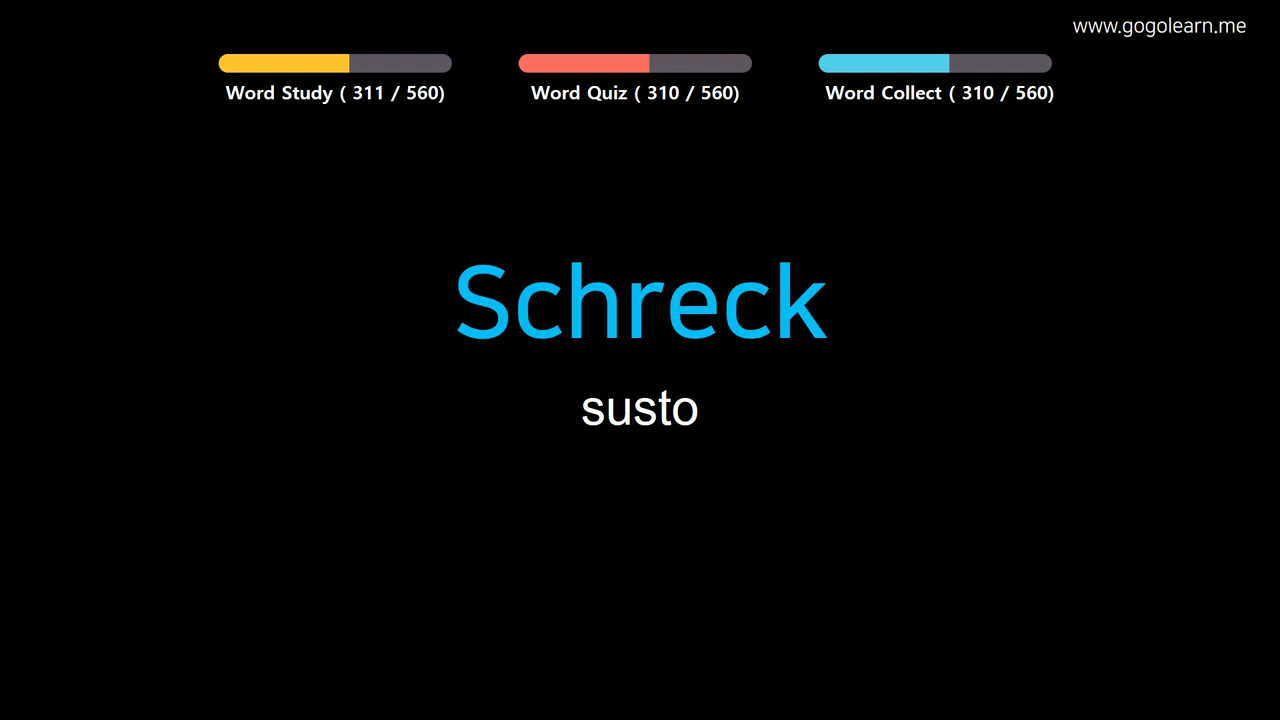 www.gogolearn.me
Word Study ( 311 / 560)
Word Quiz ( 310 / 560)
Word Collect ( 310 / 560)
Schreck
susto